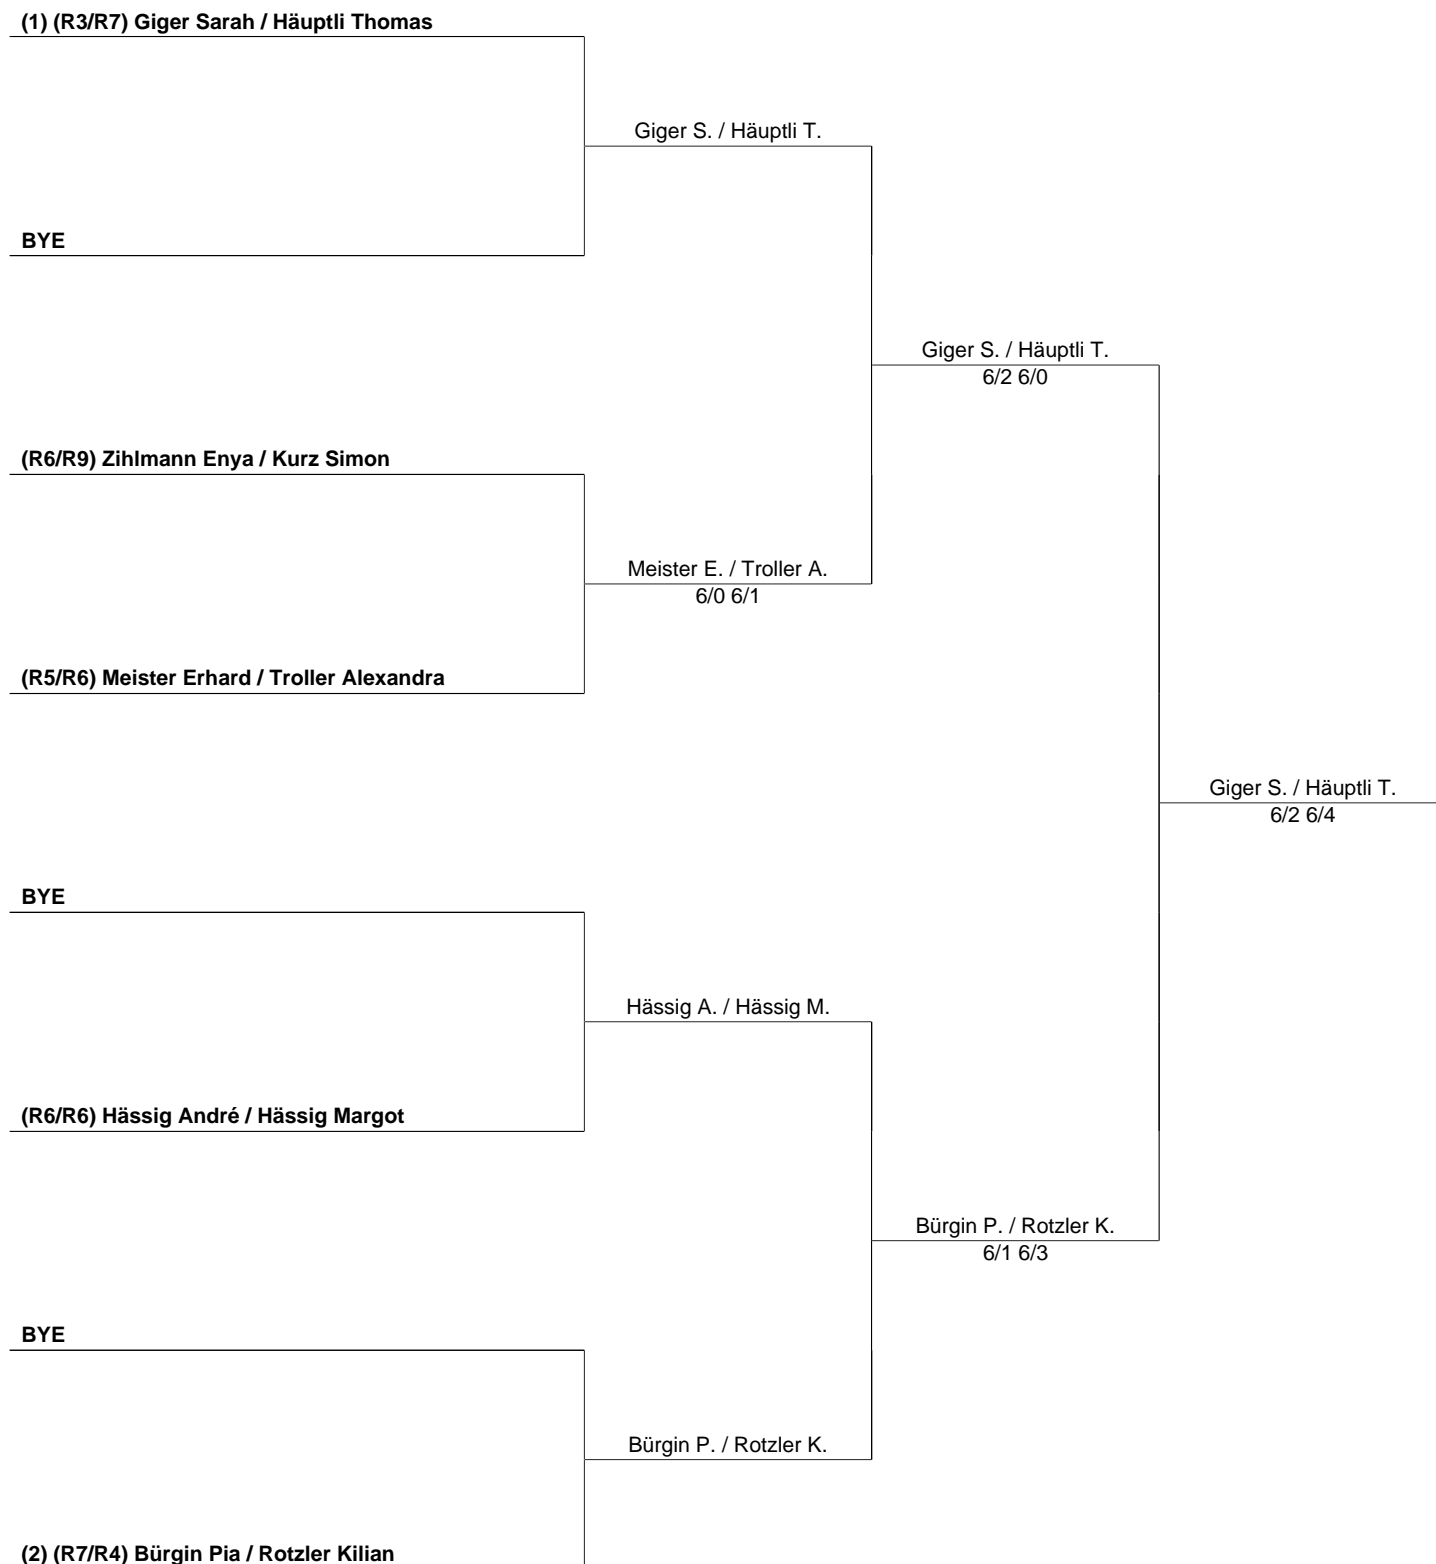 (1) (R3/R7) Giger Sarah / Häuptli Thomas
Giger S. / Häuptli T.
BYE
Giger S. / Häuptli T.
6/2 6/0
(R6/R9) Zihlmann Enya / Kurz Simon
Meister E. / Troller A.
6/0 6/1
(R5/R6) Meister Erhard / Troller Alexandra
Giger S. / Häuptli T.
6/2 6/4
BYE
Hässig A. / Hässig M.
(R6/R6) Hässig André / Hässig Margot
Bürgin P. / Rotzler K.
6/1 6/3
BYE
Bürgin P. / Rotzler K.
(2) (R7/R4) Bürgin Pia / Rotzler Kilian